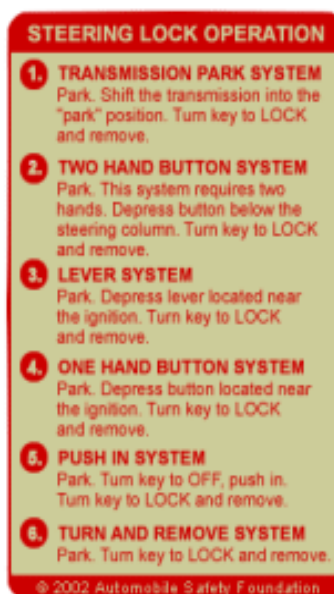 STEERING LOCK OPERATION
1. TRANSMISSION PARK SYSTEM
Park. Shift the transmission into the
"park" position. Turn key to LOCK
and remove.
2. TWO HAND BUTTON SYSTEM
Park. This system requires two
hands. Depress button below the
steering column. Turn key to LOCK
and remove.
3. LEVER SYSTEM
Park. Depress lever located near
the ignition. Turn key to LOCK
and remove.
4. ONE HAND BUTTON SYSTEM
Park. Depress button located near
the ignition. Turn key to LOCK
and remove.
5. PUSH IN SYSTEM
Park. Turn key to OFF, push in.
Turn key to LOCK and remove.
6. TURN AND REMOVE SYSTEM
Park. Turn key to LOCK and remove.
© 2002 Automobile Safety Foundation